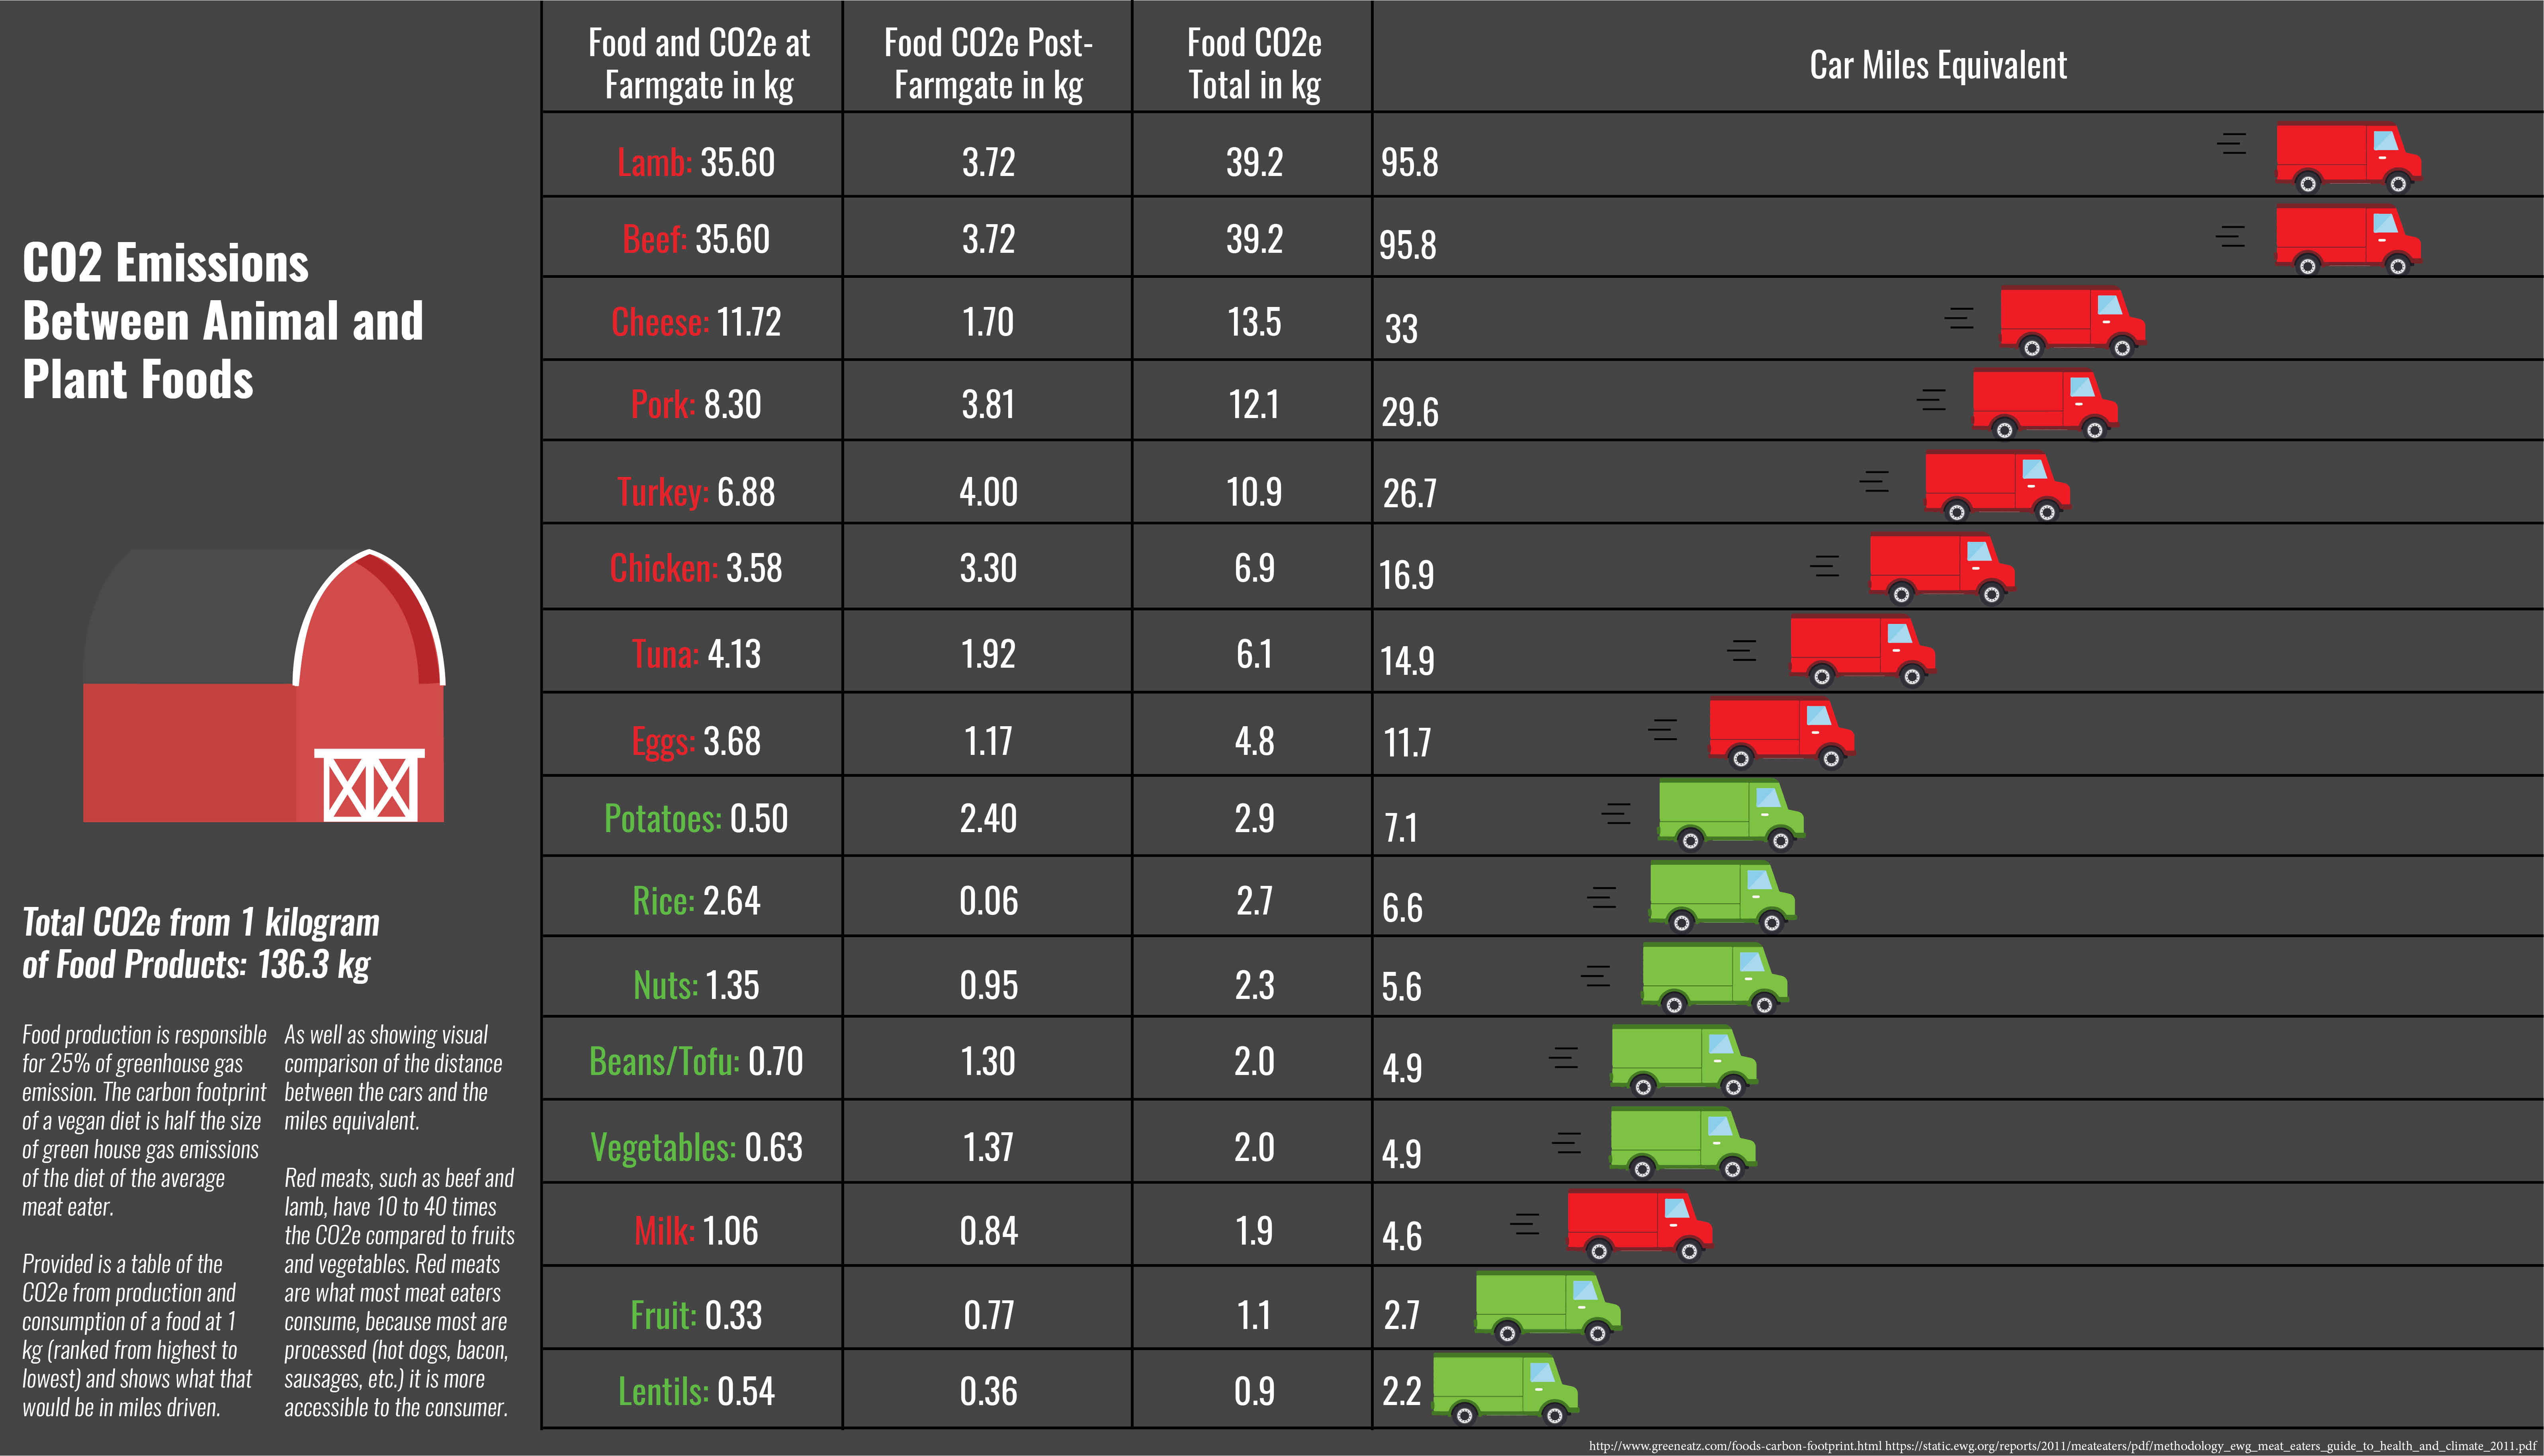 CO2 Emissions
Between Animal and
Plant Foods
Total CO2e from 1 kilogram
of Food Products: 136.3 kg
Food production is responsible
for 25% of greenhouse gas
emission. The carbon footprint
of a vegan diet is half the size
of green house gas emissions
of the diet of the average
meat eater.
Provided is a table of the
CO2e from production and
consumption of a food at 1
kg (ranked from highest to
lowest) and shows what that
would be in miles driven.
As well as showing visual
comparison of the distance
between the cars and the
miles equivalent.
Red meats, such as beef and
lamb, have 10 to 40 times
the CO2e compared to fruits
and vegetables. Red meats
are what most meat eaters
consume, because most are
processed (hot dogs, bacon,
sausages, etc.) it is more
accessible to the consumer.
Food and CO2e at
Farmgate in kg
Food CO2e Post-
Farmgate in kg
Food CO2e
Total in kg
Car Miles Equivalent
Lamb: 35.60 3.72 39.2 95.8
Beef: 35.60 3.72 39.2 95.8
Cheese: 11.72 1.70 13.5 33
Pork: 8.30 3.81 12.1 29.6
Turkey: 6.88 4.00 10.9 26.7
Chicken: 3.58 3.30 6.9 16.9
Tuna: 4.13 1.92 6.1 14.9
Eggs: 3.68 1.17 4.8 11.7
Potatoes: 0.50 2.40 2.9 7.1
Rice: 2.64 0.06 2.7 6.6
Nuts: 1.35 0.95 2.3 5.6
Beans/Tofu: 0.70 1.30 2.0 4.9
Vegetables: 0.63 1.37 2.0 4.9
Milk: 1.06 0.84 1.9 4.6
Fruit: 0.33 0.77 1.1 2.7
Lentils: 0.54 0.36 0.9 2.2
http://www.greeneatz.com/foods-carbon-footprint.html https://static.ewg.org/reports/2011/meateaters/pdf/methodology_ewg_meat_eaters_guide_to_health_and_climate_2011.pdf